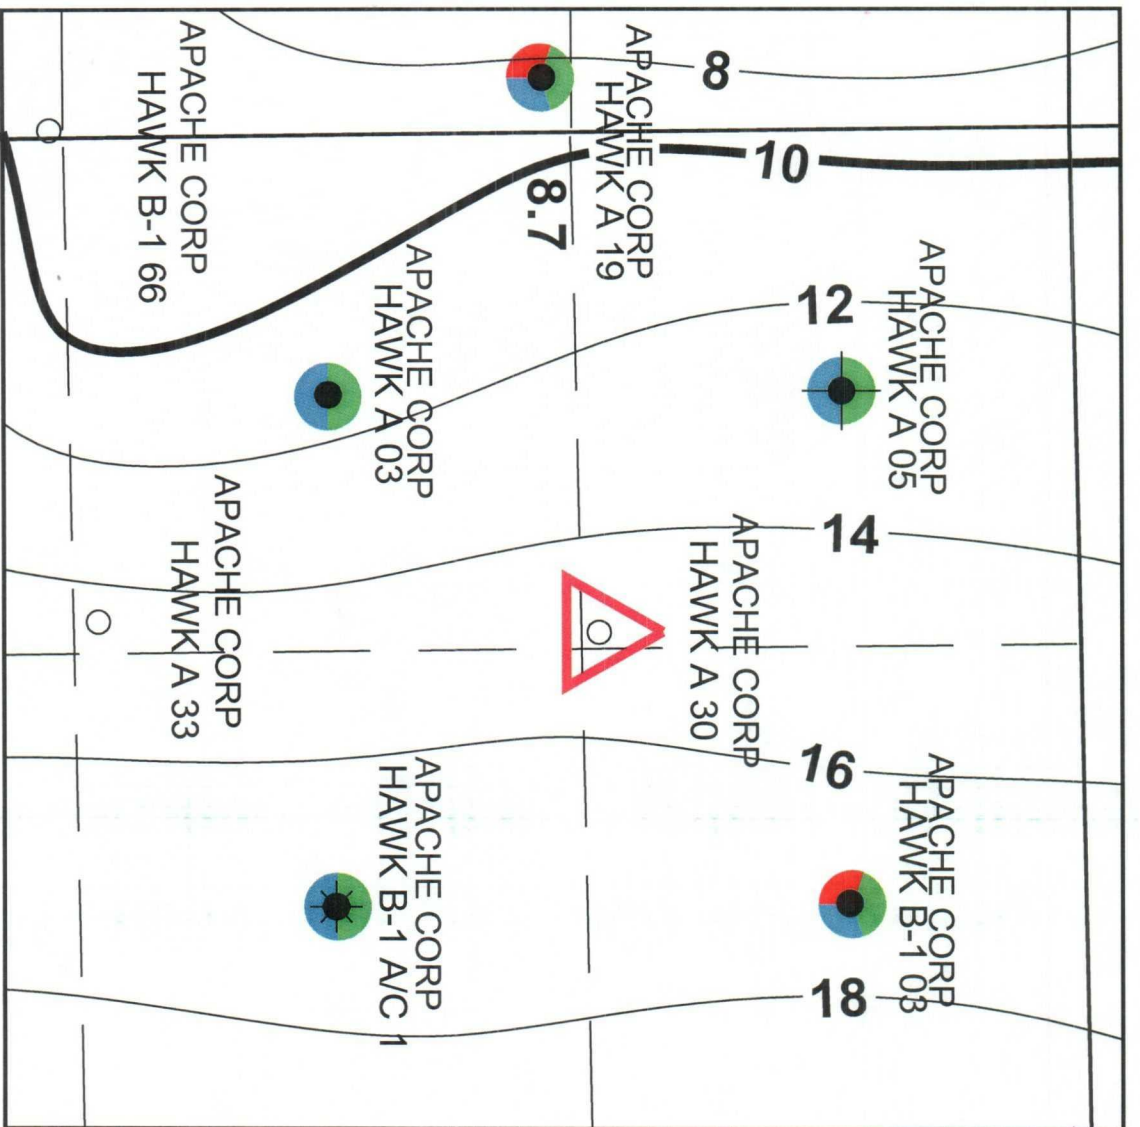 APACHE CORP
HAWK B-1 66
APACHE CORP
HAWK A 19
8
10
8.7
APACHE CORP
HAWK A 03
12
APACHE CORP
HAWK A 05
APACHE CORP
HAWK A 33
14
APACHE CORP
HAWK A 30
16
APACHE CORP
HAWK B-1 A/C 1
APACHE CORP
HAWK B-1 03
18